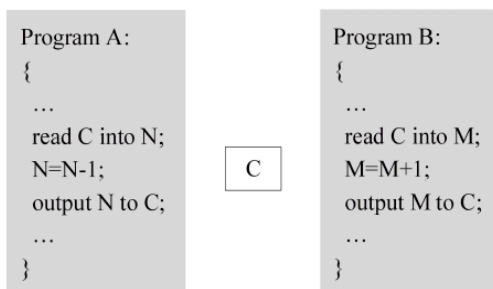 Program A:
{
…
read C into N;
N=N-1;
output N to C;
…
}
C
Program B:
{
…
read C into M;
M=M+1;
output M to C;
…
}